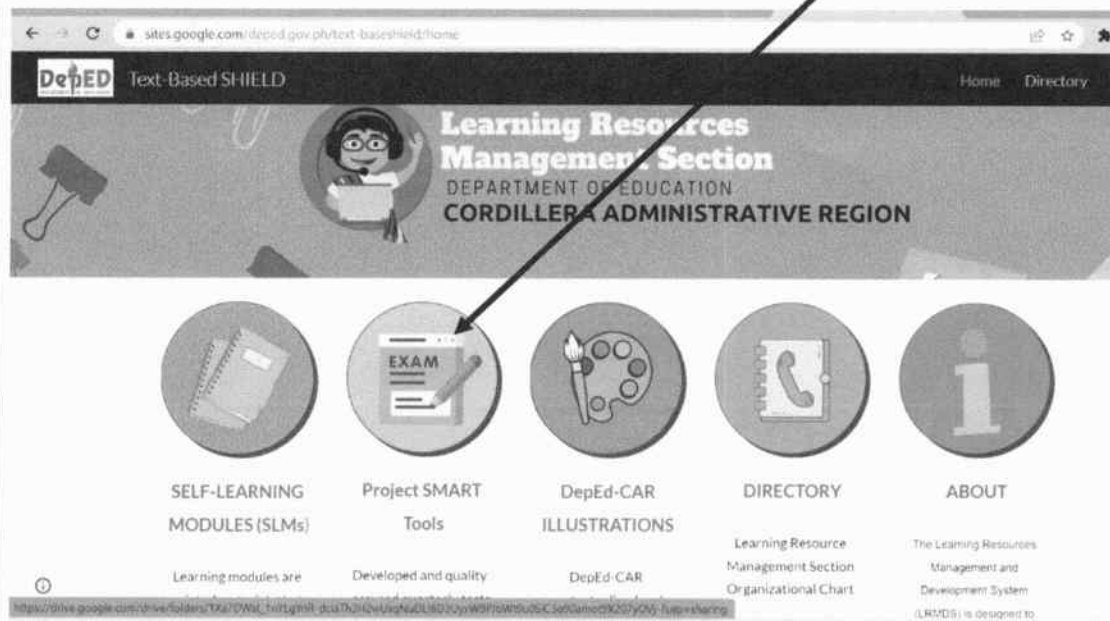 sites.google.com/deped.gov.ph/text-baseshield/home
DepED Text-Based SHIELD Home Directory
Learning Resources
Management Section
DEPARTMENT OF EDUCATION
CORDILLERA ADMINISTRATIVE REGION
EXAM
SELF-LEARNING
MODULES (SLMs)
Learning modules are
Project SMART
Tools
Developed and quality
DepEd-CAR
ILLUSTRATIONS
DepEd-CAR
DIRECTORY
Learning Resource
Management Section
Organizational Chart
ABOUT
The Learning Resources
Management and
Development System
(LRMDS) is designed to